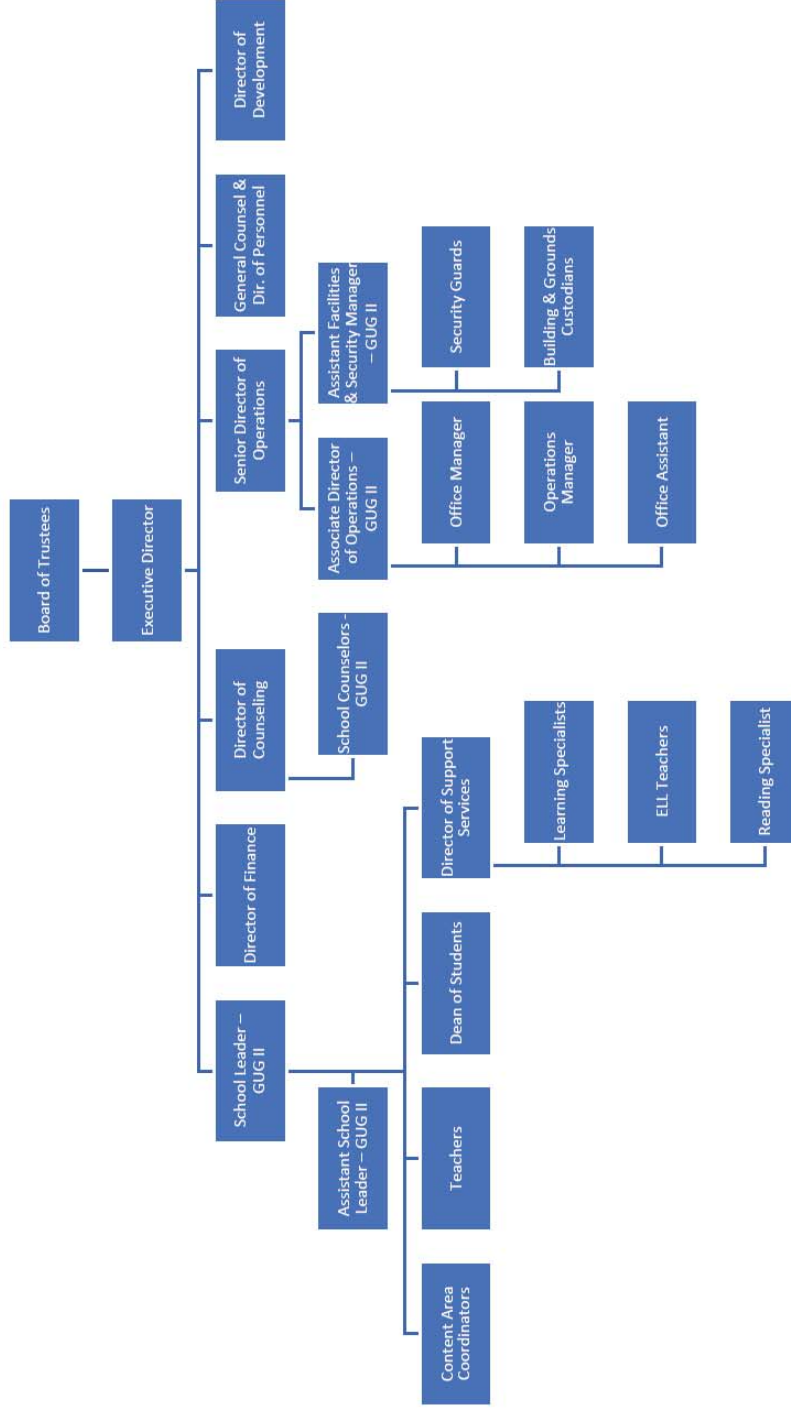 Board of Trustees
Executive Director
School Leader –
GUG II
Director of Finance
Director of
Counseling
Senior Director of
Operations
General Counsel &
Dir. of Personnel
Director of
Development
Assistant School
Leader – GUG II
School Counselors -
GUG II
Associate Director
of Operations –
GUG II
Assistant Facilities
& Security Manager
– GUG II
Content Area
Coordinators
Teachers
Dean of Students
Director of Support
Services
Office Manager
Security Guards
Learning Specialists
Operations
Manager
Building & Grounds
Custodians
ELL Teachers
Office Assistant
Reading Specialist